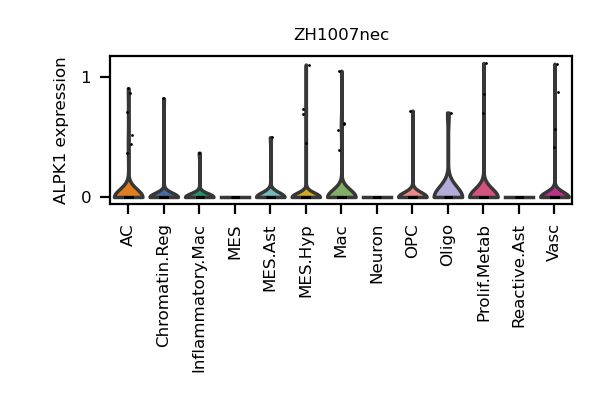 ZH1007nec
ALPK1 expression
1
0
AC
Chromatin.Reg
Inflammatory.Mac
MES
MES.Ast
MES.Hyp
Mac
Neuron
OPC
Oligo
Prolif.Metab
Reactive.Ast
Vasc